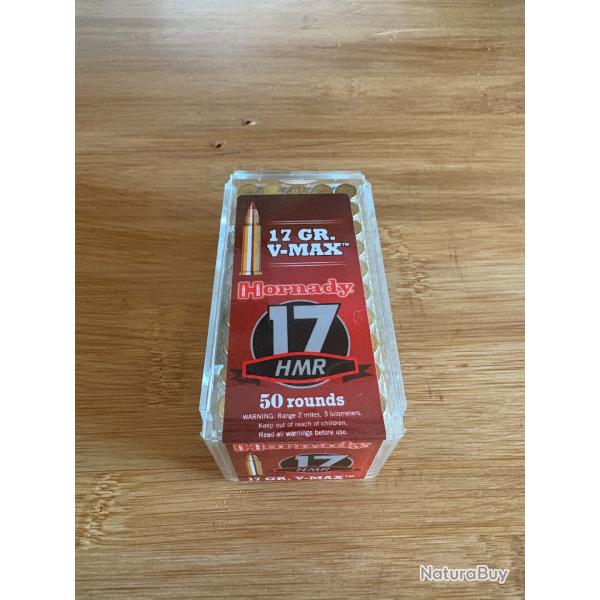 17 GR.
V-MAX™
Hornady
17
HMR
50 rounds
WARNING: Range 2 miles, 3 kilometers.
Keep out of reach of children.
Read all warnings before use.
Hornady
17
HMR
17 GR. V-MAX™
NaturaBuy